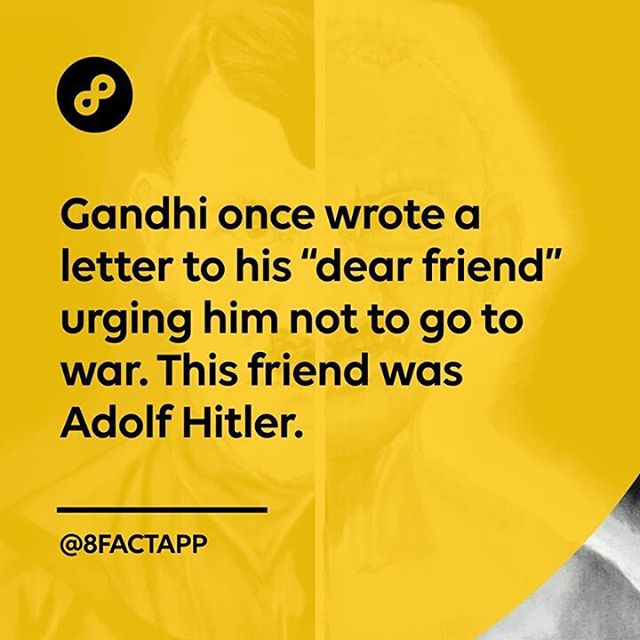 Gandhi once wrote a
letter to his “dear friend”
urging him not to go to
war. This friend was
Adolf Hitler.
@8FACTAPP